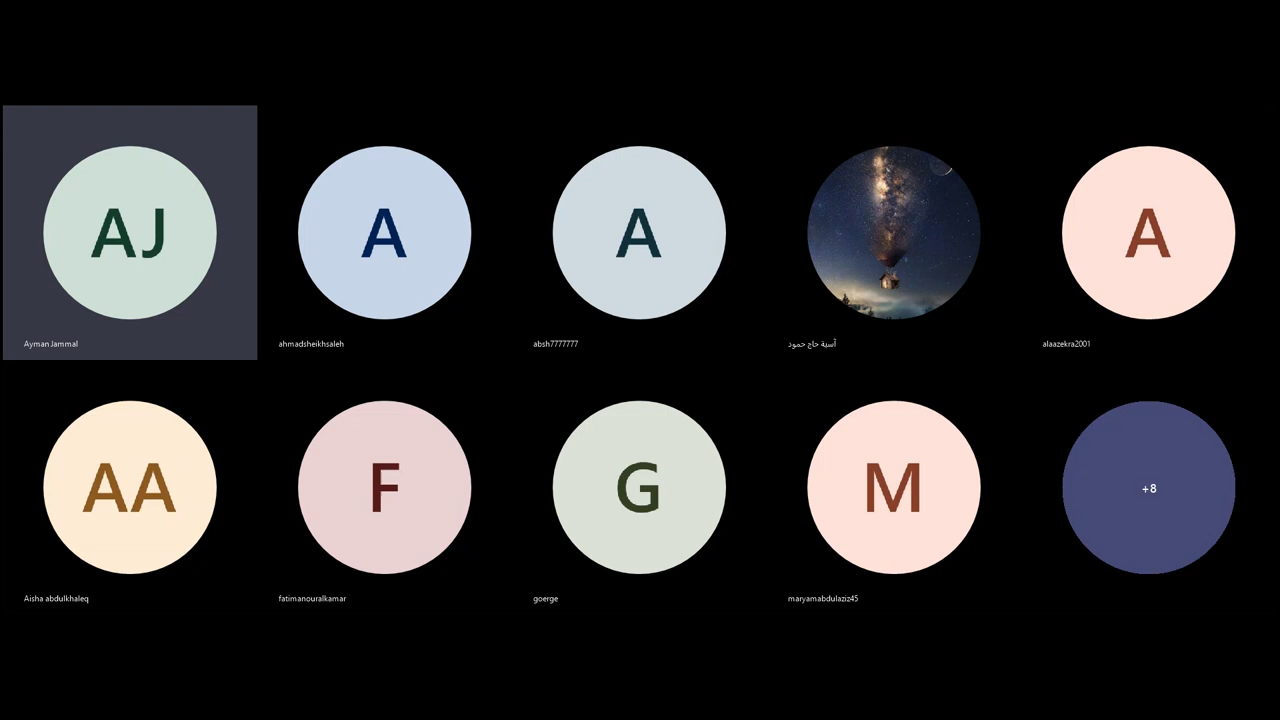 AJ
Ayman Jammal
A
ahmadsheikhsaleh
A
absh7777777
آسية حاج حمود
A
alaazekra2001
AA
Aisha abdulkhaleq
F
fatimanouralkamar
G
goerge
M
maryamabdulaziz45
+8